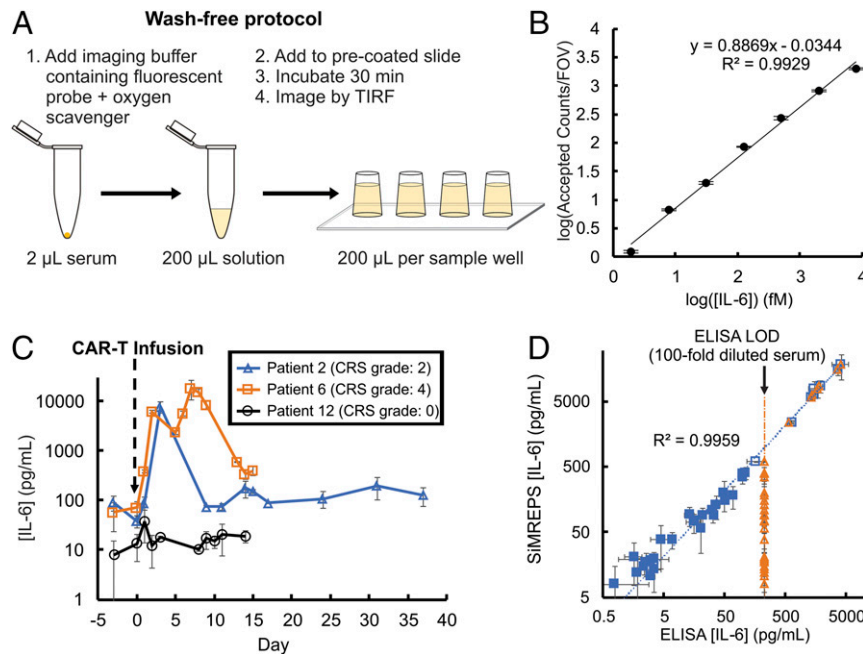 A
Wash-free protocol
1. Add imaging buffer
containing fluorescent
probe + oxygen
scavenger
2. Add to pre-coated slide
3. Incubate 30 min
4. Image by TIRF
2 µL serum
200 µL solution
200 µL per sample well
B
y = 0.8869x - 0.0344
R² = 0.9929
log(Accepted Counts/FOV)
4
3.5
3
2.5
2
1.5
1
0.5
0
0
1
2
3
4
log([IL-6]) (fM)
C
CAR-T Infusion
Patient 2 (CRS grade: 2)
Patient 6 (CRS grade: 4)
Patient 12 (CRS grade: 0)
[IL-6] (pg/mL)
10000
1000
100
10
1
-5
0
5
10
15
20
25
30
35
40
Day
D
ELISA LOD
(100-fold diluted serum)
R² = 0.9959
SiMREPS [IL-6] (pg/mL)
5000
500
50
5
0.5
5
50
500
5000
ELISA [IL-6] (pg/mL)